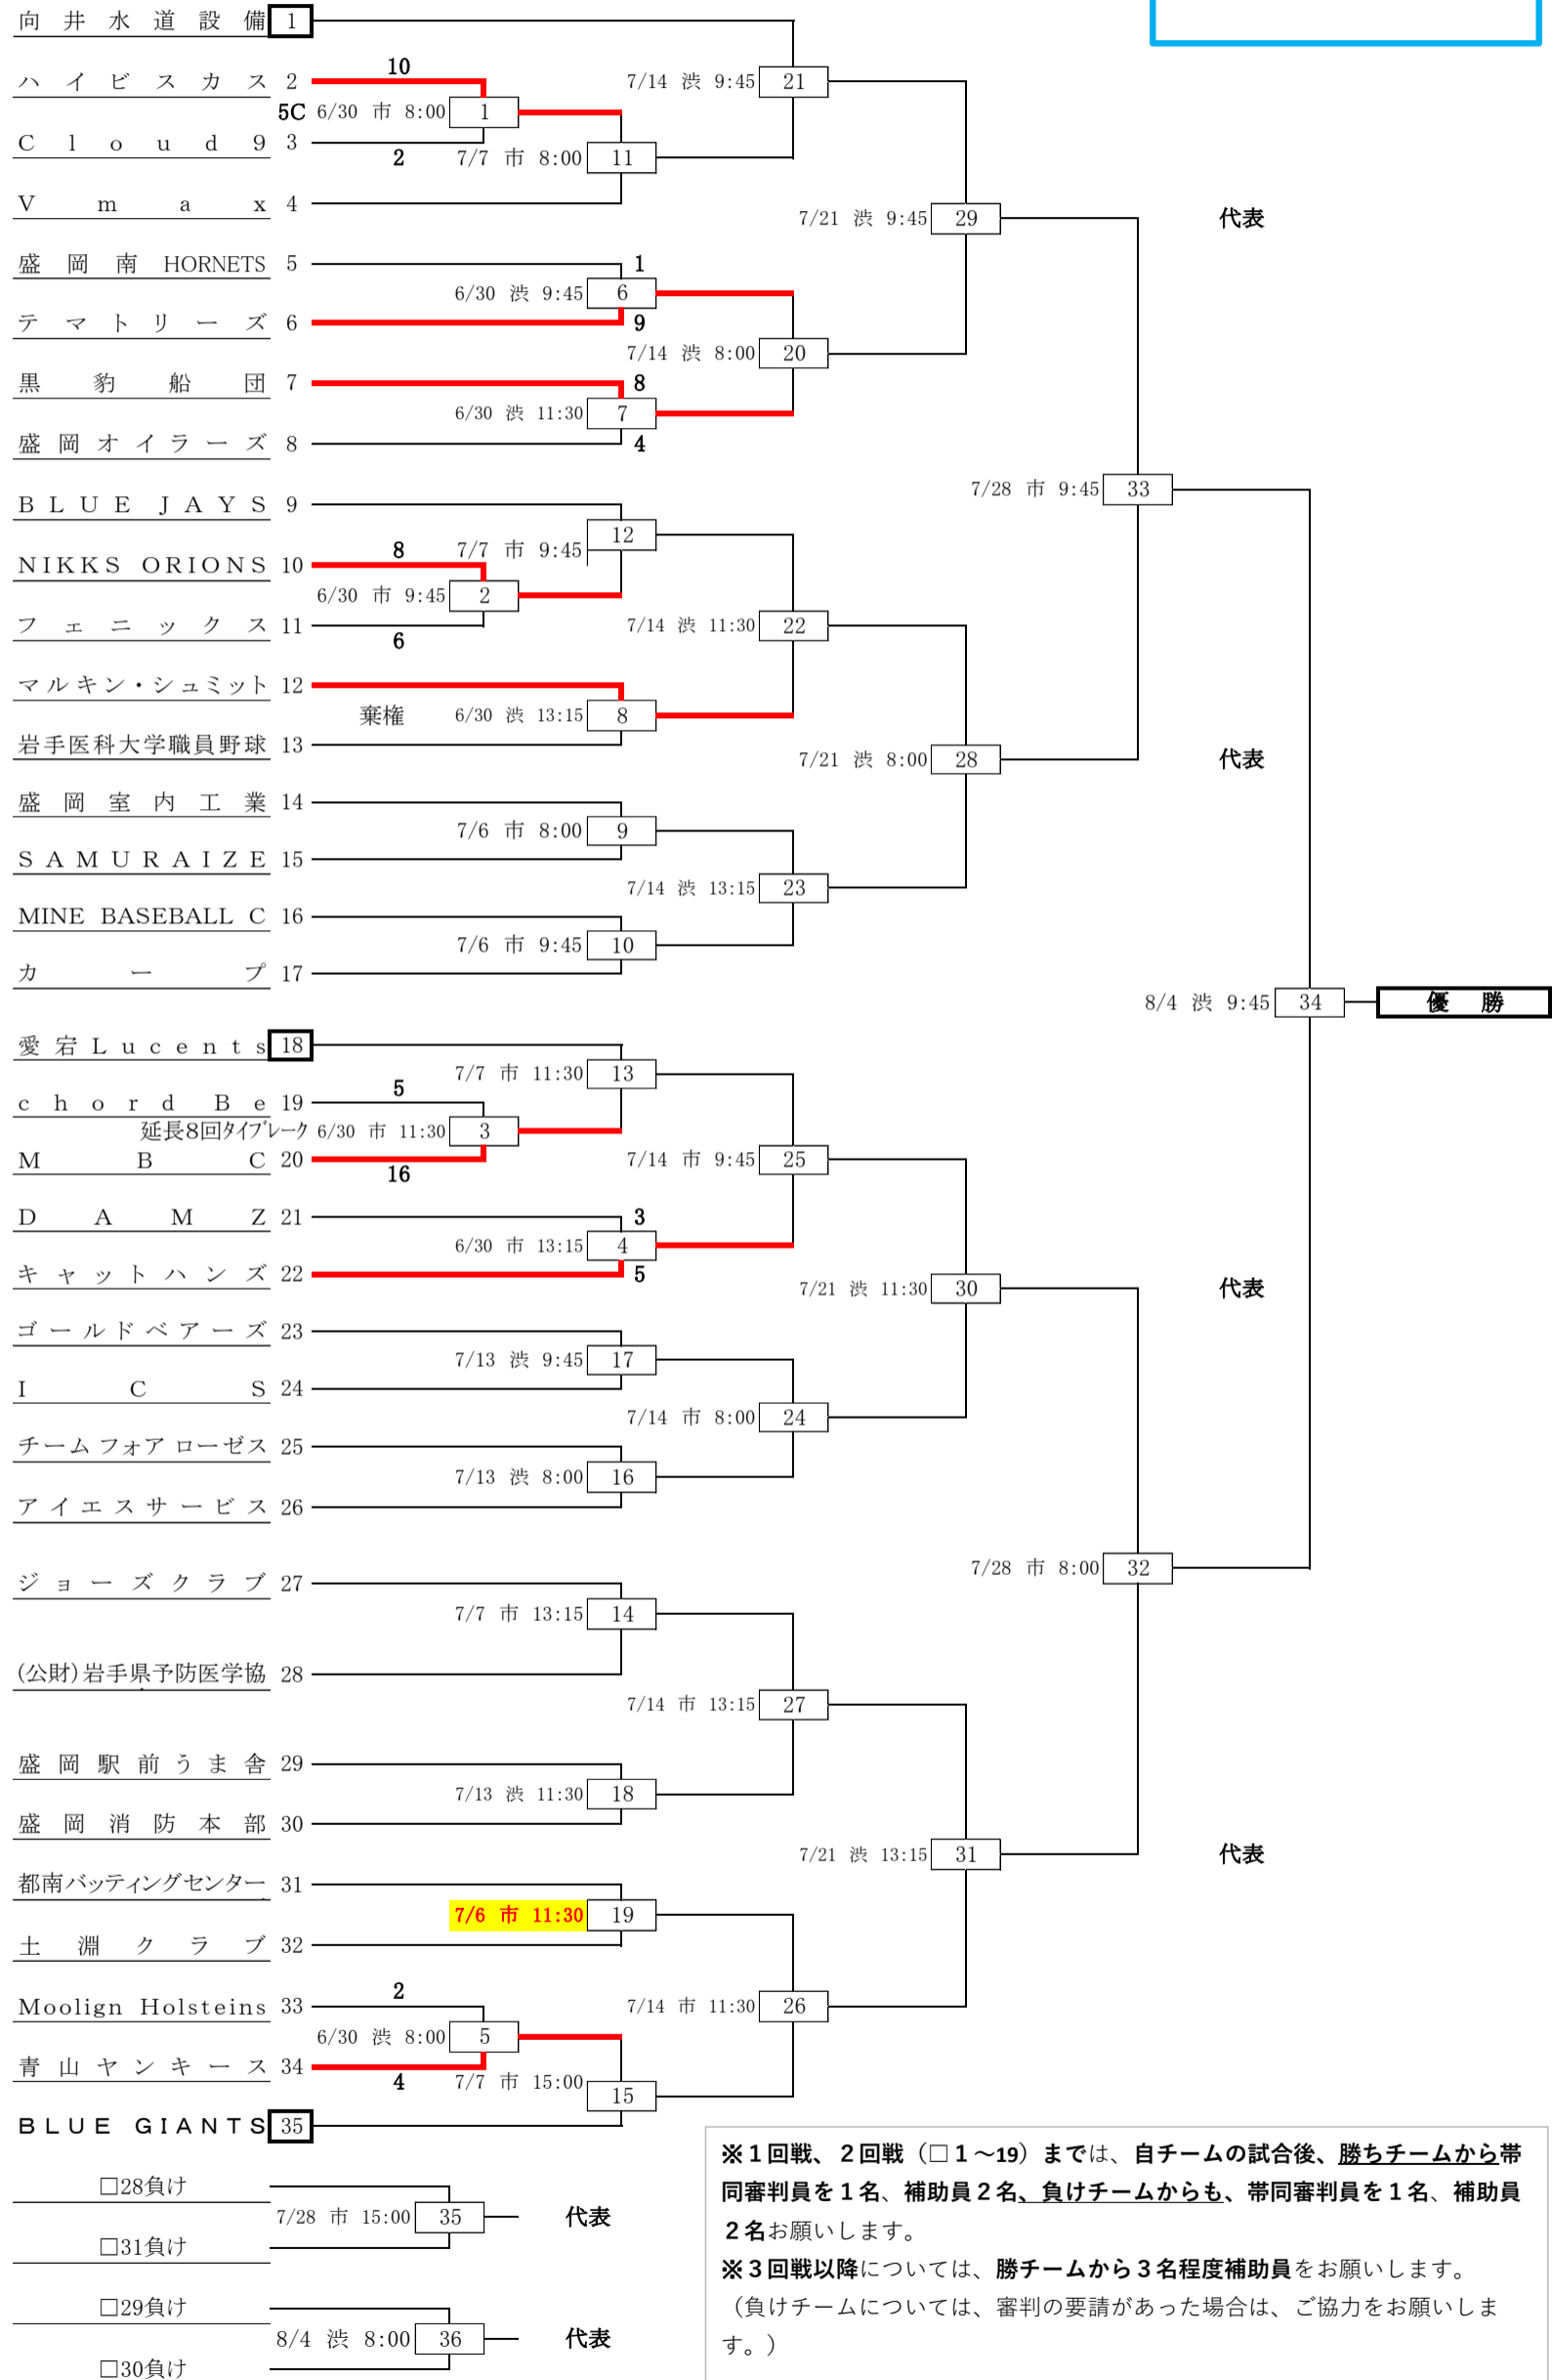 向井水道設備 1
10
ハイビスカス 2
7/14 渋 9:45 21
5C 6/30 市 8:00 1
Cloud9 3
2 7/7 市 8:00 11
Vmax 4
7/21 渋 9:45 29 代表
盛岡南 HORNETS 5
1
6/30 渋 9:45 6
テマトリーズ 6
9
7/14 渋 8:00 20
黒豹船団 7
8
6/30 渋 11:30 7
盛岡オイラーズ 8
4
7/28 市 9:45 33
BLUE JAYS 9
12
8 7/7 市 9:45
NIKKS ORIONS 10
6/30 市 9:45 2
フェニックス 11
7/14 渋 11:30 22
6
マルキン・シュミット 12
棄権 6/30 渋 13:15 8
岩手医科大学職員野球 13
7/21 渋 8:00 28 代表
盛岡室内工業 14
7/6 市 8:00 9
SAMURAIZE 15
7/14 渋 13:15 23
MINE BASEBALL C 16
7/6 市 9:45 10
カープ 17
8/4 渋 9:45 34 優勝
愛宕Lucents 18
7/7 市 11:30 13
5
chord Be 19
延長8回タイブレーク 6/30 市 11:30 3
MBC 20
7/14 市 9:45 25
16
DAMZ 21
3
6/30 市 13:15 4
キャットハンズ 22
5
7/21 渋 11:30 30 代表
ゴールドベアーズ 23
7/13 渋 9:45 17
ICS 24
7/14 市 8:00 24
チームフォアローゼス 25
7/13 渋 8:00 16
アイエスサービス 26
7/28 市 8:00 32
ジョーズクラブ 27
7/7 市 13:15 14
(公財)岩手県予防医学協 28
7/14 市 13:15 27
盛岡駅前うま舎 29
7/13 渋 11:30 18
盛岡消防本部 30
7/21 渋 13:15 31 代表
都南バッティングセンター 31
7/6 市 11:30 19
土淵クラブ 32
2
Moolign Holsteins 33
7/14 市 11:30 26
6/30 渋 8:00 5
青山ヤンキース 34
4 7/7 市 15:00
15
BLUE GIANTS 35
□28負け
7/28 市 15:00 35 代表
□31負け
□29負け
8/4 渋 8:00 36 代表
□30負け
※1回戦、2回戦（□1～19）までは、自チームの試合後、勝ちチームから帯
同審判員を1名、補助員2名、負けチームからも、帯同審判員を1名、補助員
2名お願いします。
※3回戦以降については、勝チームから3名程度補助員をお願いします。
（負けチームについては、審判の要請があった場合は、ご協力をお願いしま
す。）